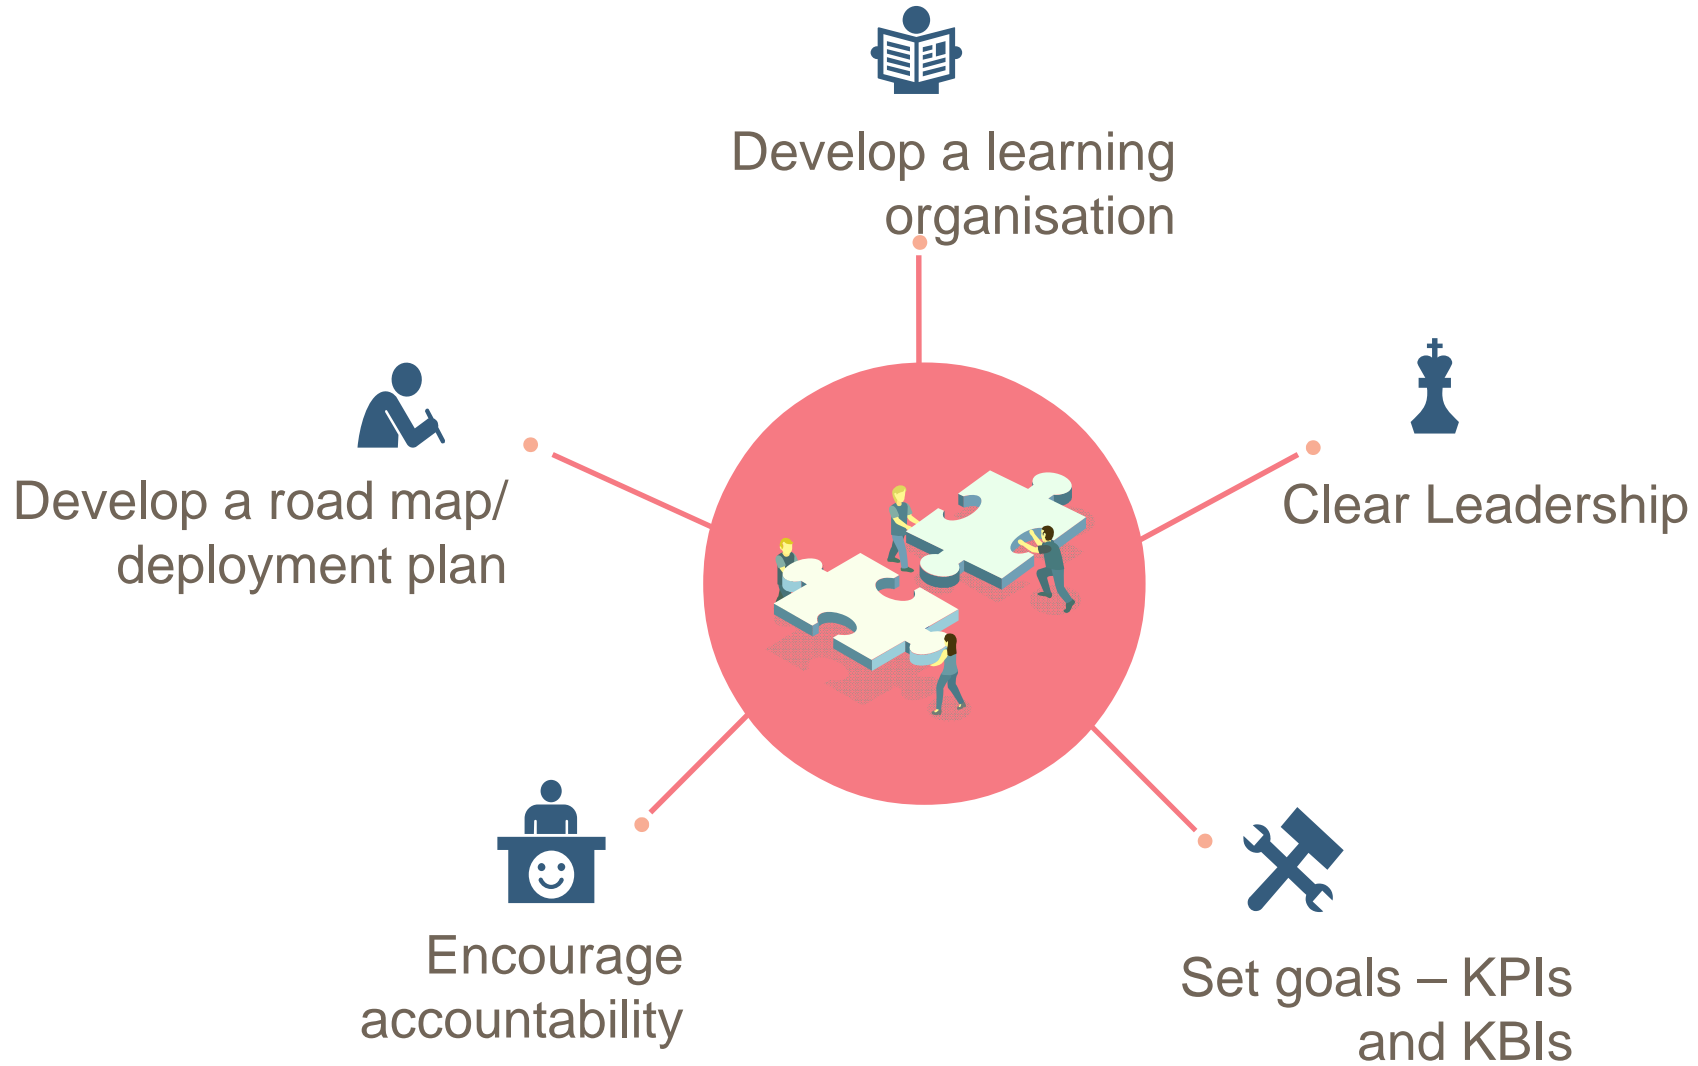 Develop a learning
organisation
Develop a road map/
deployment plan
Clear Leadership
Encourage
accountability
Set goals – KPIs
and KBIs